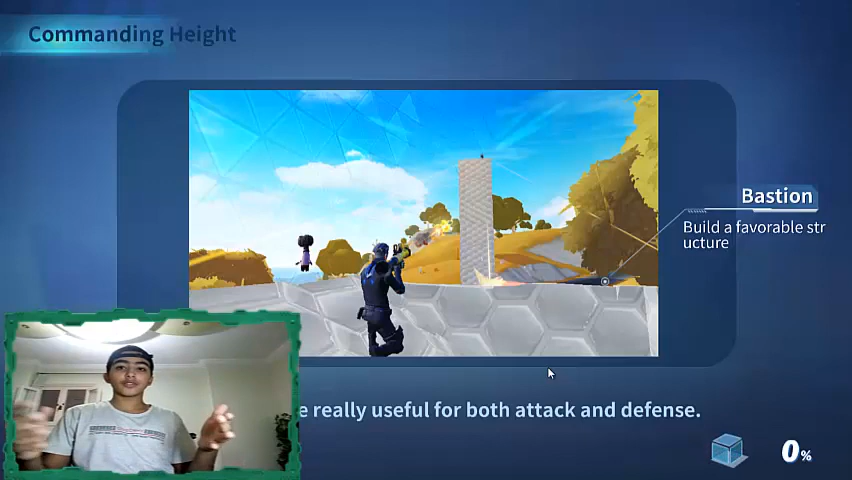 Commanding Height
Bastion
Build a favorable str
ucture
e really useful for both attack and defense.
0%